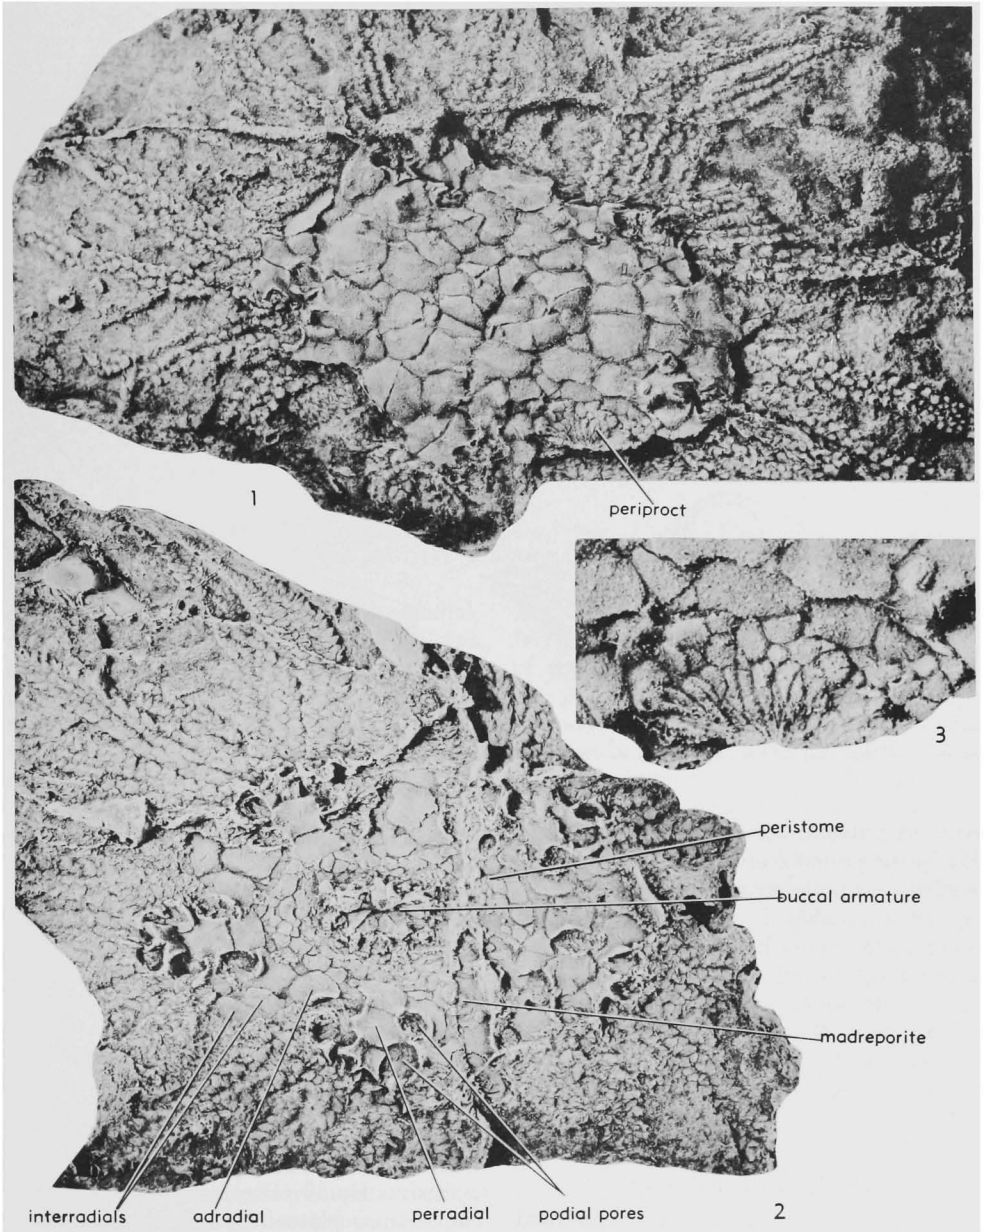 1
periproct
3
peristome
buccal armature
madreporite
interradials
adradial
perradial
podial pores
2